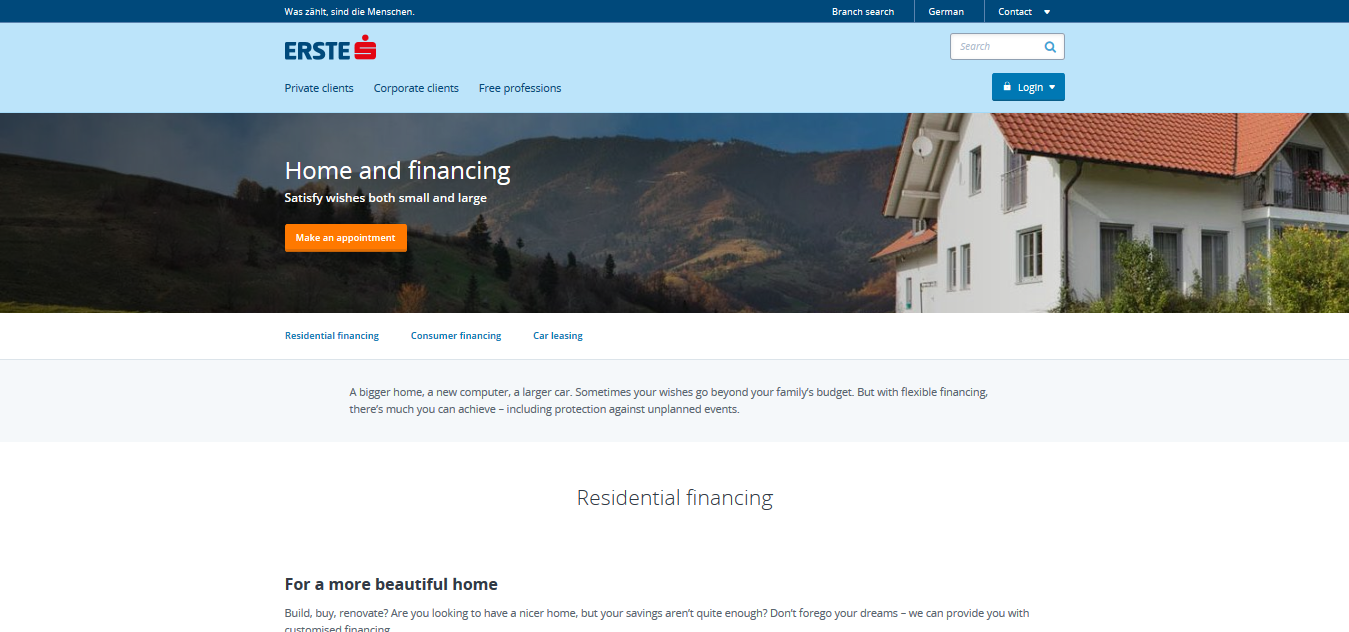 Was zählt, sind die Menschen.
Branch search
German
Contact
ERSTE
Search
Private clients
Corporate clients
Free professions
Login
Home and financing
Satisfy wishes both small and large
Make an appointment
Residential financing
Consumer financing
Car leasing
A bigger home, a new computer, a larger car. Sometimes your wishes go beyond your family's budget. But with flexible financing,
there's much you can achieve – including protection against unplanned events.
Residential financing
For a more beautiful home
Build, buy, renovate? Are you looking to have a nicer home, but your savings aren't quite enough? Don't forego your dreams – we can provide you with
customised financing.